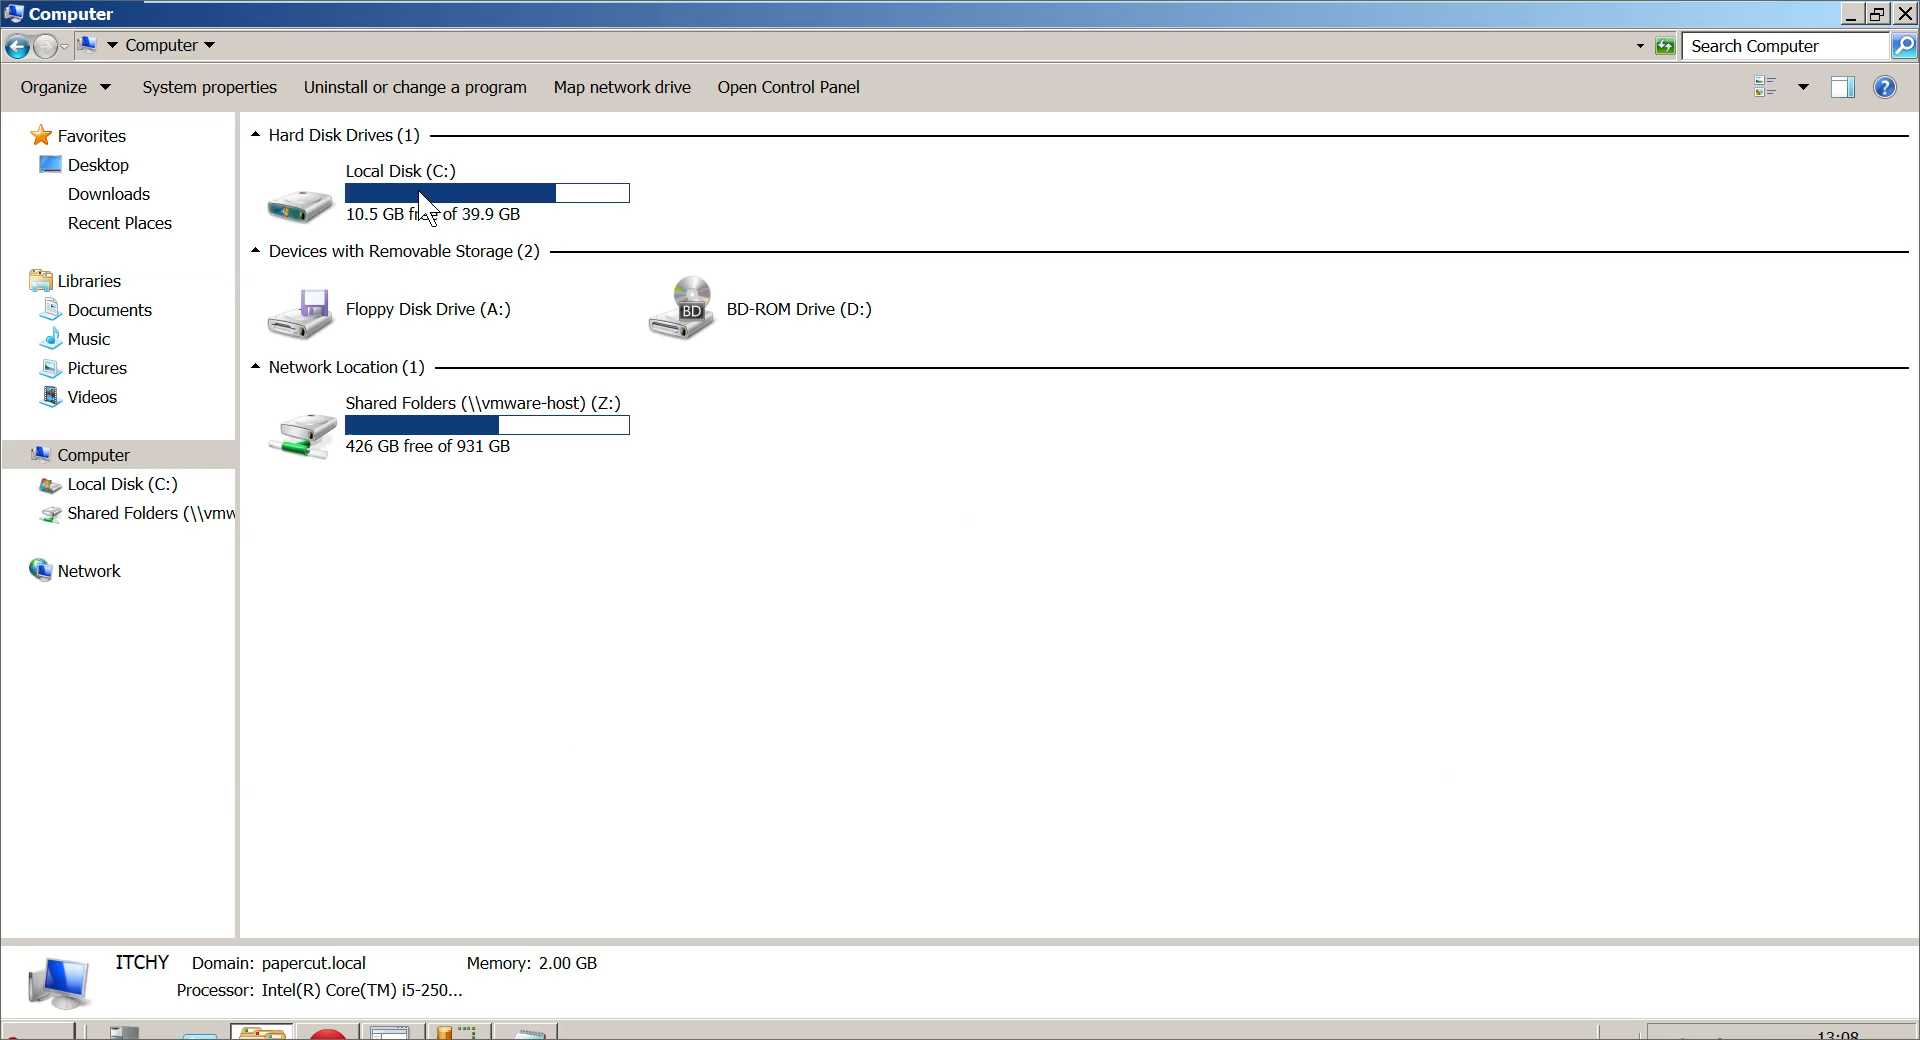 Computer
Computer
Search Computer
Organize
System properties
Uninstall or change a program
Map network drive
Open Control Panel
Favorites
Desktop
Downloads
Recent Places
Libraries
Documents
Music
Pictures
Videos
Computer
Local Disk (C:)
Shared Folders (\\vmw
Network
Hard Disk Drives (1)
Local Disk (C:)
10.5 GB free of 39.9 GB
Devices with Removable Storage (2)
Floppy Disk Drive (A:)
BD
BD-ROM Drive (D:)
Network Location (1)
Shared Folders (\\vmware-host) (Z:)
426 GB free of 931 GB
ITCHY
Domain: papercut.local
Memory: 2.00 GB
Processor: Intel(R) Core(TM) i5-250...
13:08